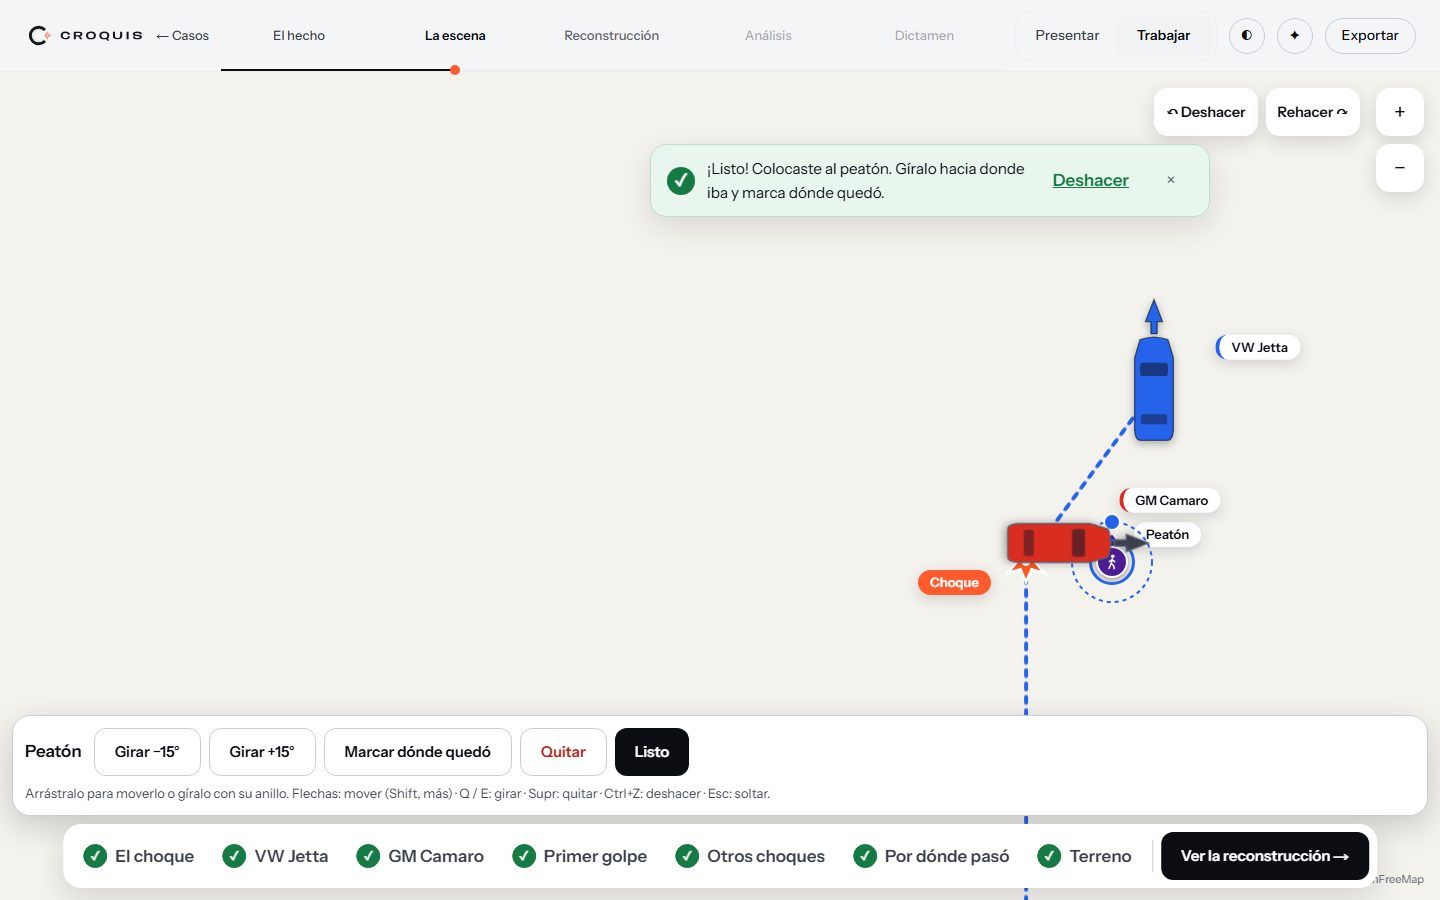 CROQUIS
← Casos
El hecho
La escena
Reconstrucción
Análisis
Dictamen
Presentar
Trabajar
Exportar
Deshacer
Rehacer
+
−
¡Listo! Colocaste al peatón. Gíralo hacia donde
iba y marca dónde quedó.
Deshacer
×
VW Jetta
GM Camaro
Peatón
Choque
Peatón
Girar −15°
Girar +15°
Marcar dónde quedó
Quitar
Listo
Arrástralo para moverlo o gíralo con su anillo. Flechas: mover (Shift, más) · Q / E: girar · Supr: quitar · Ctrl+Z: deshacer · Esc: soltar.
El choque
VW Jetta
GM Camaro
Primer golpe
Otros choques
Por dónde pasó
Terreno
Ver la reconstrucción →
nFreeMap